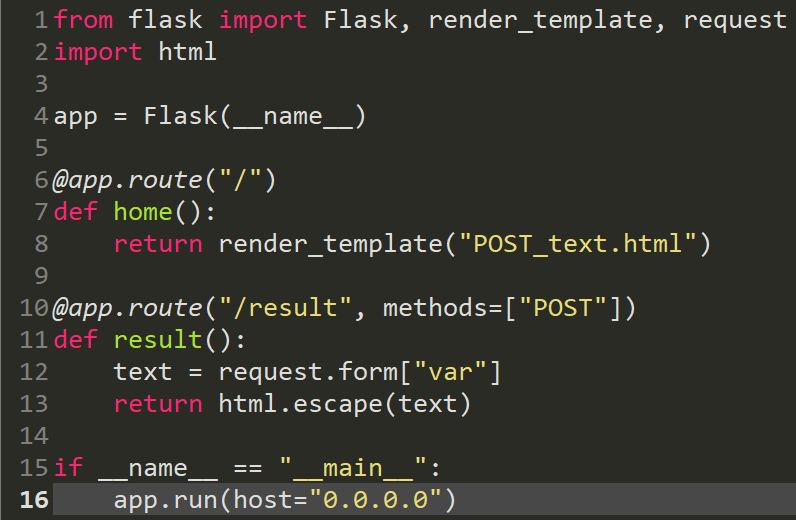 1 from flask import Flask, render_template, request
2 import html
3
4 app = Flask(__name__)
5
6 @app.route("/")
7 def home():
8     return render_template("POST_text.html")
9
10 @app.route("/result", methods=["POST"])
11 def result():
12     text = request.form["var"]
13     return html.escape(text)
14
15 if __name__ == "__main__":
16     app.run(host="0.0.0.0")